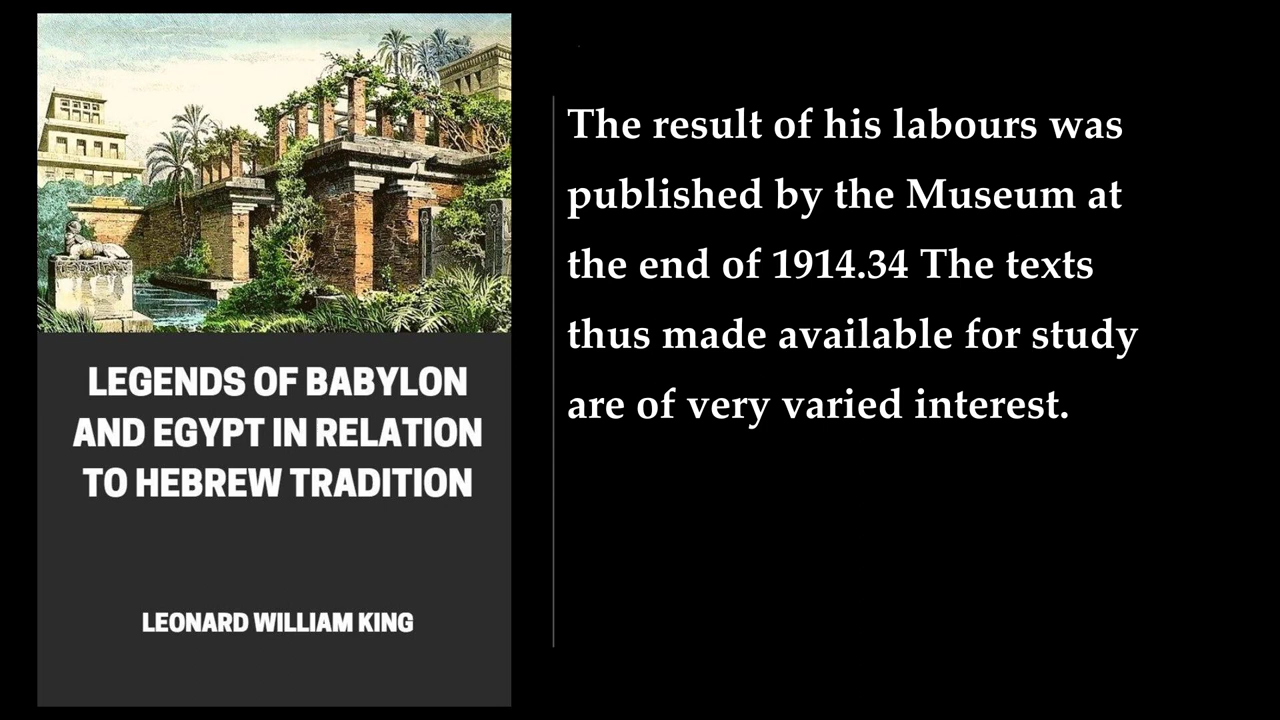 LEGENDS OF BABYLON
AND EGYPT IN RELATION
TO HEBREW TRADITION
LEONARD WILLIAM KING
The result of his labours was
published by the Museum at
the end of 1914.34 The texts
thus made available for study
are of very varied interest.